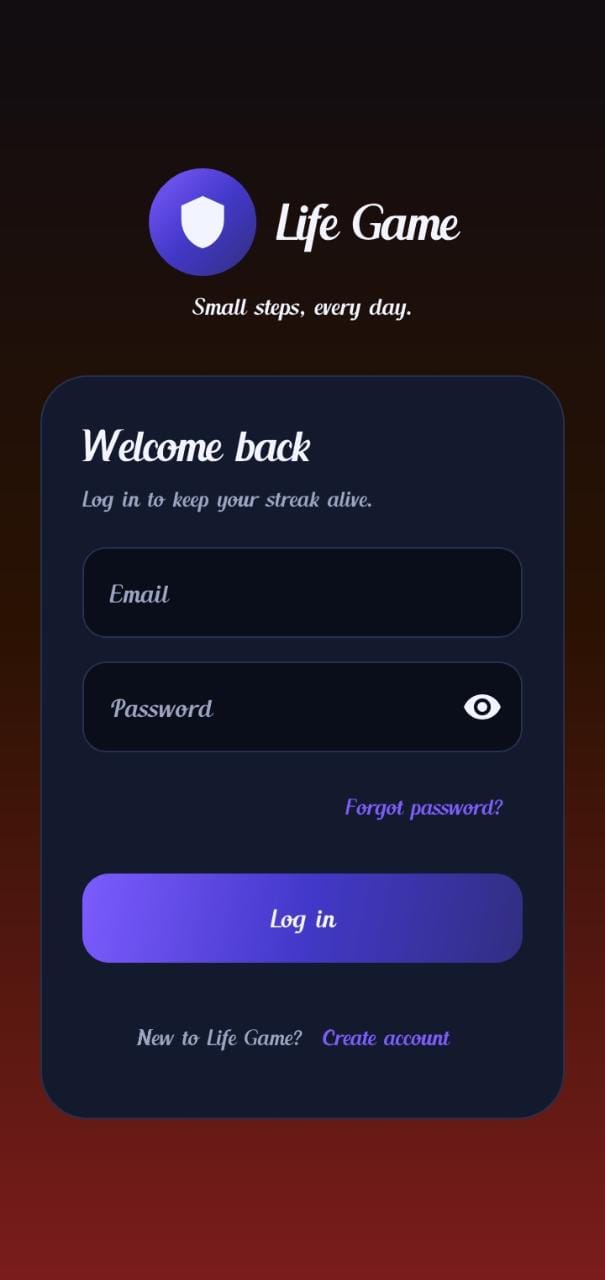 Life Game
Small steps, every day.
Welcome back
Log in to keep your streak alive.
Email
Password
Forgot password?
Log in
New to Life Game? Create account